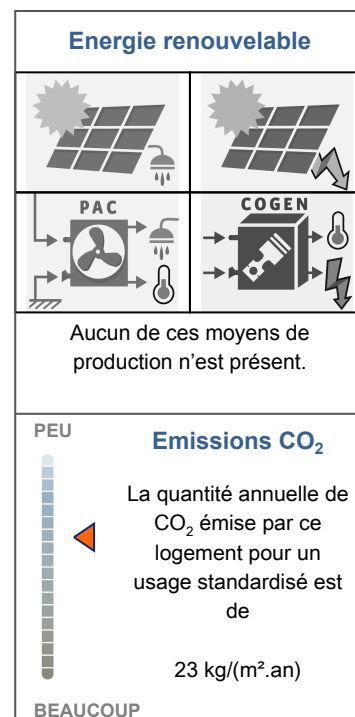 Energie renouvelable
PAC
COGEN
Aucun de ces moyens de
production n’est présent.
PEU
Emissions CO₂
La quantité annuelle de
CO₂ émise par ce
logement pour un
usage standardisé est
de
23 kg/(m².an)
BEAUCOUP